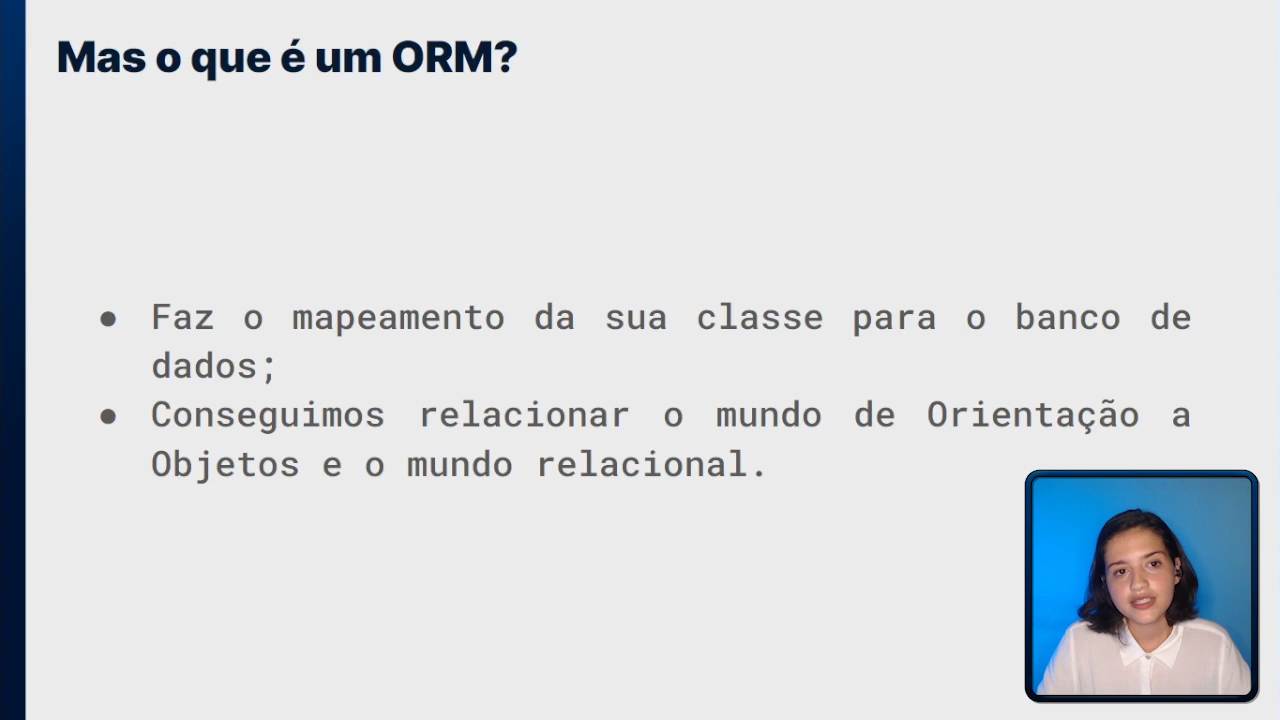 Mas o que é um ORM?
● Faz o mapeamento da sua classe para o banco de
dados;
● Conseguimos relacionar o mundo de Orientação a
Objetos e o mundo relacional.